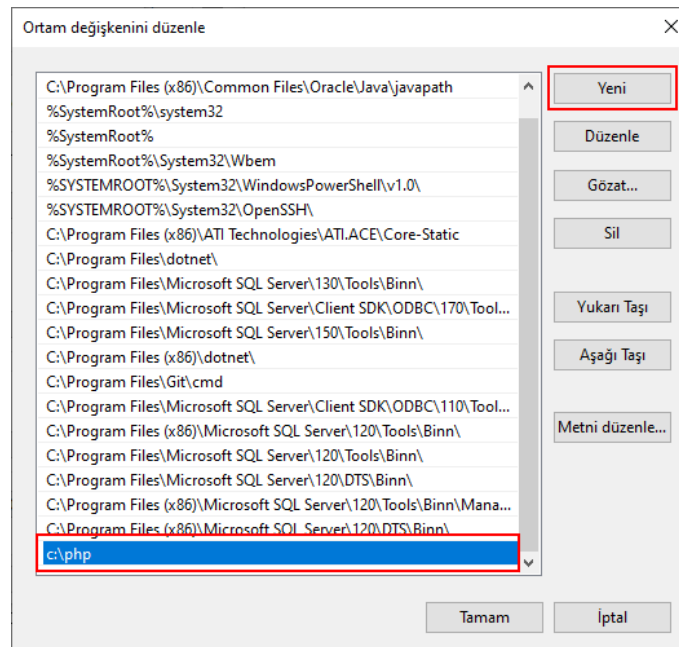 Ortam değişkenini düzenle
C:\Program Files (x86)\Common Files\Oracle\Java\javapath
Yeni
%SystemRoot%\system32
%SystemRoot%
Düzenle
%SystemRoot%\System32\Wbem
%SYSTEMROOT%\System32\WindowsPowerShell\v1.0\
Gözat...
%SYSTEMROOT%\System32\OpenSSH\
C:\Program Files (x86)\ATI Technologies\ATI.ACE\Core-Static
Sil
C:\Program Files\dotnet\
C:\Program Files\Microsoft SQL Server\130\Tools\Binn\
C:\Program Files\Microsoft SQL Server\Client SDK\ODBC\170\Tool...
Yukarı Taşı
C:\Program Files\Microsoft SQL Server\150\Tools\Binn\
C:\Program Files (x86)\dotnet\
Aşağı Taşı
C:\Program Files\Git\cmd
C:\Program Files\Microsoft SQL Server\Client SDK\ODBC\110\Tool...
C:\Program Files (x86)\Microsoft SQL Server\120\Tools\Binn\
Metni düzenle...
C:\Program Files\Microsoft SQL Server\120\Tools\Binn\
C:\Program Files\Microsoft SQL Server\120\DTS\Binn\
C:\Program Files (x86)\Microsoft SQL Server\120\Tools\Binn\Mana...
C:\Program Files (x86)\Microsoft SQL Server\120\DTS\Binn\
c:\php
Tamam
İptal